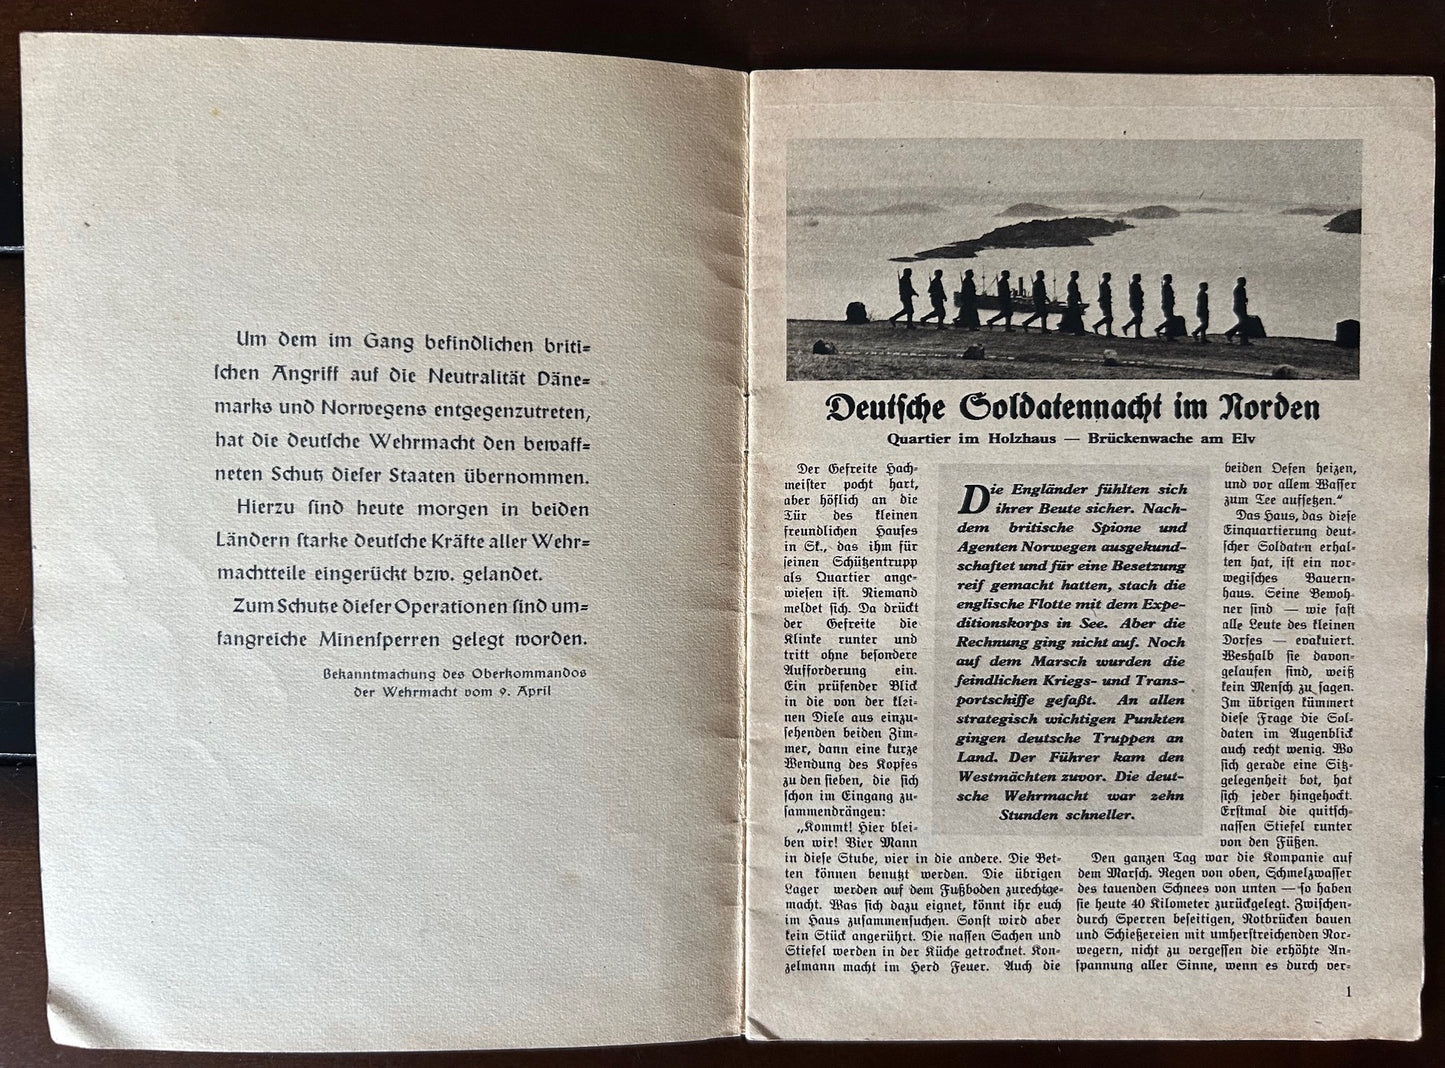 Um dem im Gang befindlichen briti=
schen Angriff auf die Neutralität Däne=
marks und Norwegens entgegenzutreten,
hat die deutsche Wehrmacht den bewaff=
neten Schutz dieser Staaten übernommen.
Hierzu sind heute morgen in beiden
Ländern starke deutsche Kräfte aller Wehr=
machtteile eingerückt bzw. gelandet.
Zum Schutze dieser Operationen sind um=
fangreiche Minensperren gelegt worden.
Bekanntmachung des Oberkommandos
der Wehrmacht vom 9. April
Deutsche Soldatennacht im Norden
Quartier im Holzhaus — Brückenwache am Elv
Der Gefreite Hach=
meister pocht hart,
aber höflich an die
Tür des kleinen
freundlichen Hauses
in St., das ihm für
seinen Schützentrupp
als Quartier ange=
wiesen ist. Niemand
meldet sich. Da drückt
der Gefreite die
Klinke runter und
tritt ohne besondere
Aufforderung ein.
Ein prüfender Blick
in die von der klei=
nen Diele aus einzu=
sehenden beiden Zim=
mer, dann eine kurze
Wendung des Kopfes
zu den sieben, die sich
schon im Eingang zu=
sammendrängen:
„Kommt! Hier blei=
ben wir! Vier Mann
in diese Stube, vier in die andere. Die Bet=
ten können benutzt werden. Die übrigen
Lager werden auf dem Fußboden zurechtge=
macht. Was sich dazu eignet, könnt ihr euch
im Haus zusammensuchen. Sonst wird aber
kein Stück angerührt. Die nassen Sachen und
Stiefel werden in der Küche getrocknet. Kon=
zelmann macht im Herd Feuer. Auch die
Die Engländer fühlten sich
ihrer Beute sicher. Nach-
dem britische Spione und
Agenten Norwegen ausgekund-
schaftet und für eine Besetzung
reif gemacht hatten, stach die
englische Flotte mit dem Expe-
ditionskorps in See. Aber die
Rechnung ging nicht auf. Noch
auf dem Marsch wurden die
feindlichen Kriegs- und Trans-
portschiffe gefaßt. An allen
strategisch wichtigen Punkten
gingen deutsche Truppen an
Land. Der Führer kam den
Westmächten zuvor. Die deut-
sche Wehrmacht war zehn
Stunden schneller.
beiden Oefen heizen,
und vor allem Wasser
zum Tee aufsetzen.“
Das Haus, das diese
Einquartierung deut=
scher Soldaten erhal=
ten hat, ist ein nor=
wegisches Bauern=
haus. Seine Bewoh=
ner sind — wie fast
alle Leute des kleinen
Dorfes — evakuiert.
Weshalb sie davon=
gelaufen sind, weiß
kein Mensch zu sagen.
Im übrigen kümmert
diese Frage die Sol=
daten im Augenblick
auch recht wenig. Wo
sich gerade eine Sitz=
gelegenheit bot, hat
sich jeder hingehockt.
Erstmal die quitsch=
nassen Stiefel runter
von den Füßen.
Den ganzen Tag war die Kompanie auf
dem Marsch. Regen von oben, Schmelzwasser
des tauenden Schnees von unten — so haben
sie heute 40 Kilometer zurückgelegt. Zwischen=
durch Sperren beseitigen, Notbrücken bauen
und Schießereien mit umherstreichenden Nor=
wegern, nicht zu vergessen die erhöhte An=
spannung aller Sinne, wenn es durch ver=
1